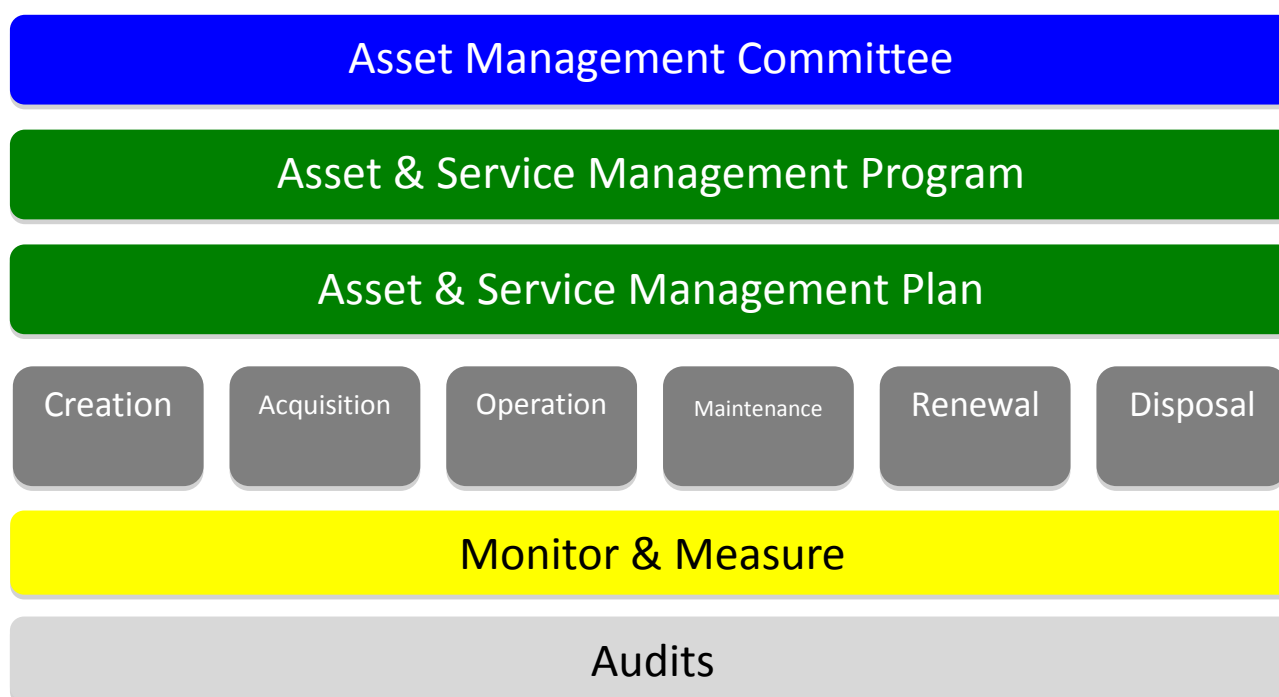 Asset Management Committee
Asset & Service Management Program
Asset & Service Management Plan
Creation
Acquisition
Operation
Maintenance
Renewal
Disposal
Monitor & Measure
Audits